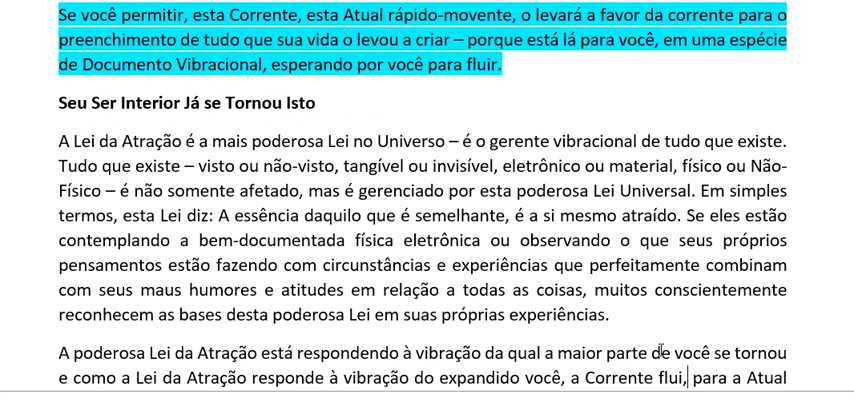 Se você permitir, esta Corrente, esta Atual rápido-movente, o levará a favor da corrente para o
preenchimento de tudo que sua vida o levou a criar – porque está lá para você, em uma espécie
de Documento Vibracional, esperando por você para fluir.
Seu Ser Interior Já se Tornou Isto
A Lei da Atração é a mais poderosa Lei no Universo – é o gerente vibracional de tudo que existe.
Tudo que existe – visto ou não-visto, tangível ou invisível, eletrônico ou material, físico ou Não-
Físico – é não somente afetado, mas é gerenciado por esta poderosa Lei Universal. Em simples
termos, esta Lei diz: A essência daquilo que é semelhante, é a si mesmo atraído. Se eles estão
contemplando a bem-documentada física eletrônica ou observando o que seus próprios
pensamentos estão fazendo com circunstâncias e experiências que perfeitamente combinam
com seus maus humores e atitudes em relação a todas as coisas, muitos conscientemente
reconhecem as bases desta poderosa Lei em suas próprias experiências.
A poderosa Lei da Atração está respondendo à vibração da qual a maior parte de você se tornou
e como a Lei da Atração responde à vibração do expandido você, a Corrente flui, para a Atual